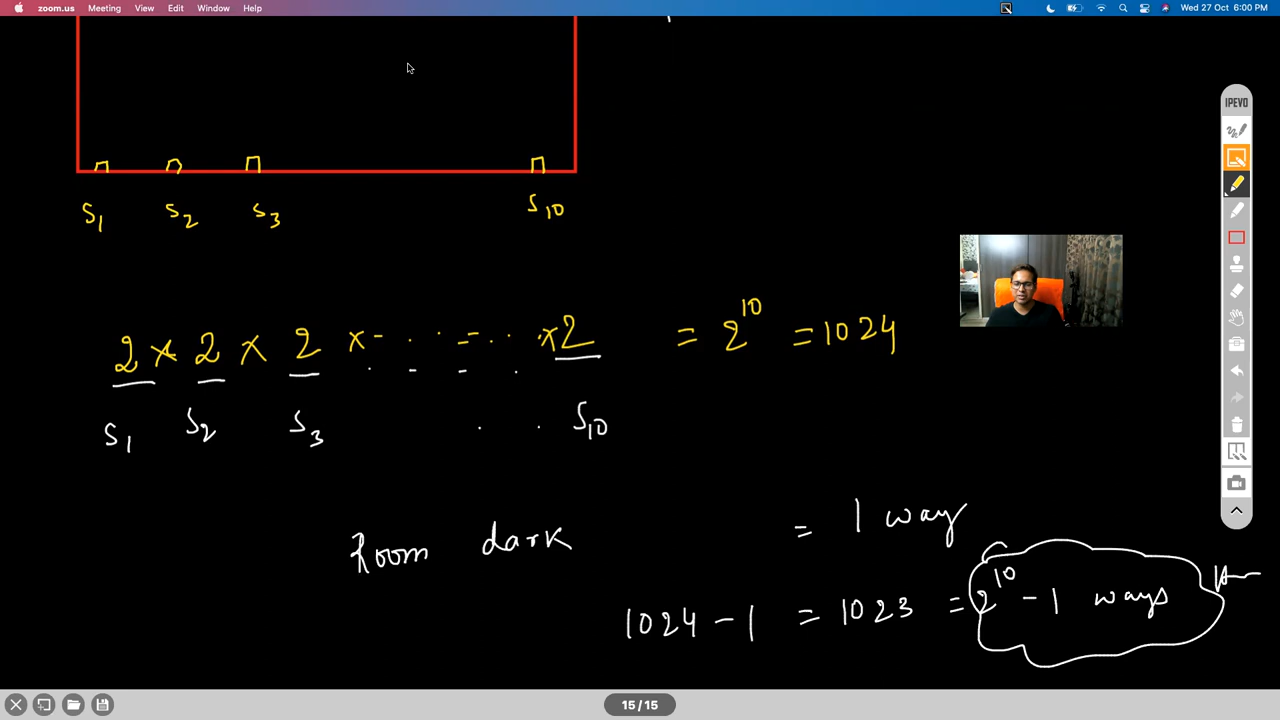 zoom.us Meeting View Edit Window Help Wed 27 Oct 6:00 PM
IPEVO
S1 S2 S3 S10
2 × 2 × 2 × - . . - - . . . × 2 = 2^10 = 1024
S1 S2 S3 . . S10
Room dark = 1 way
1024 - 1 = 1023 = 2^10 - 1 ways
15/15